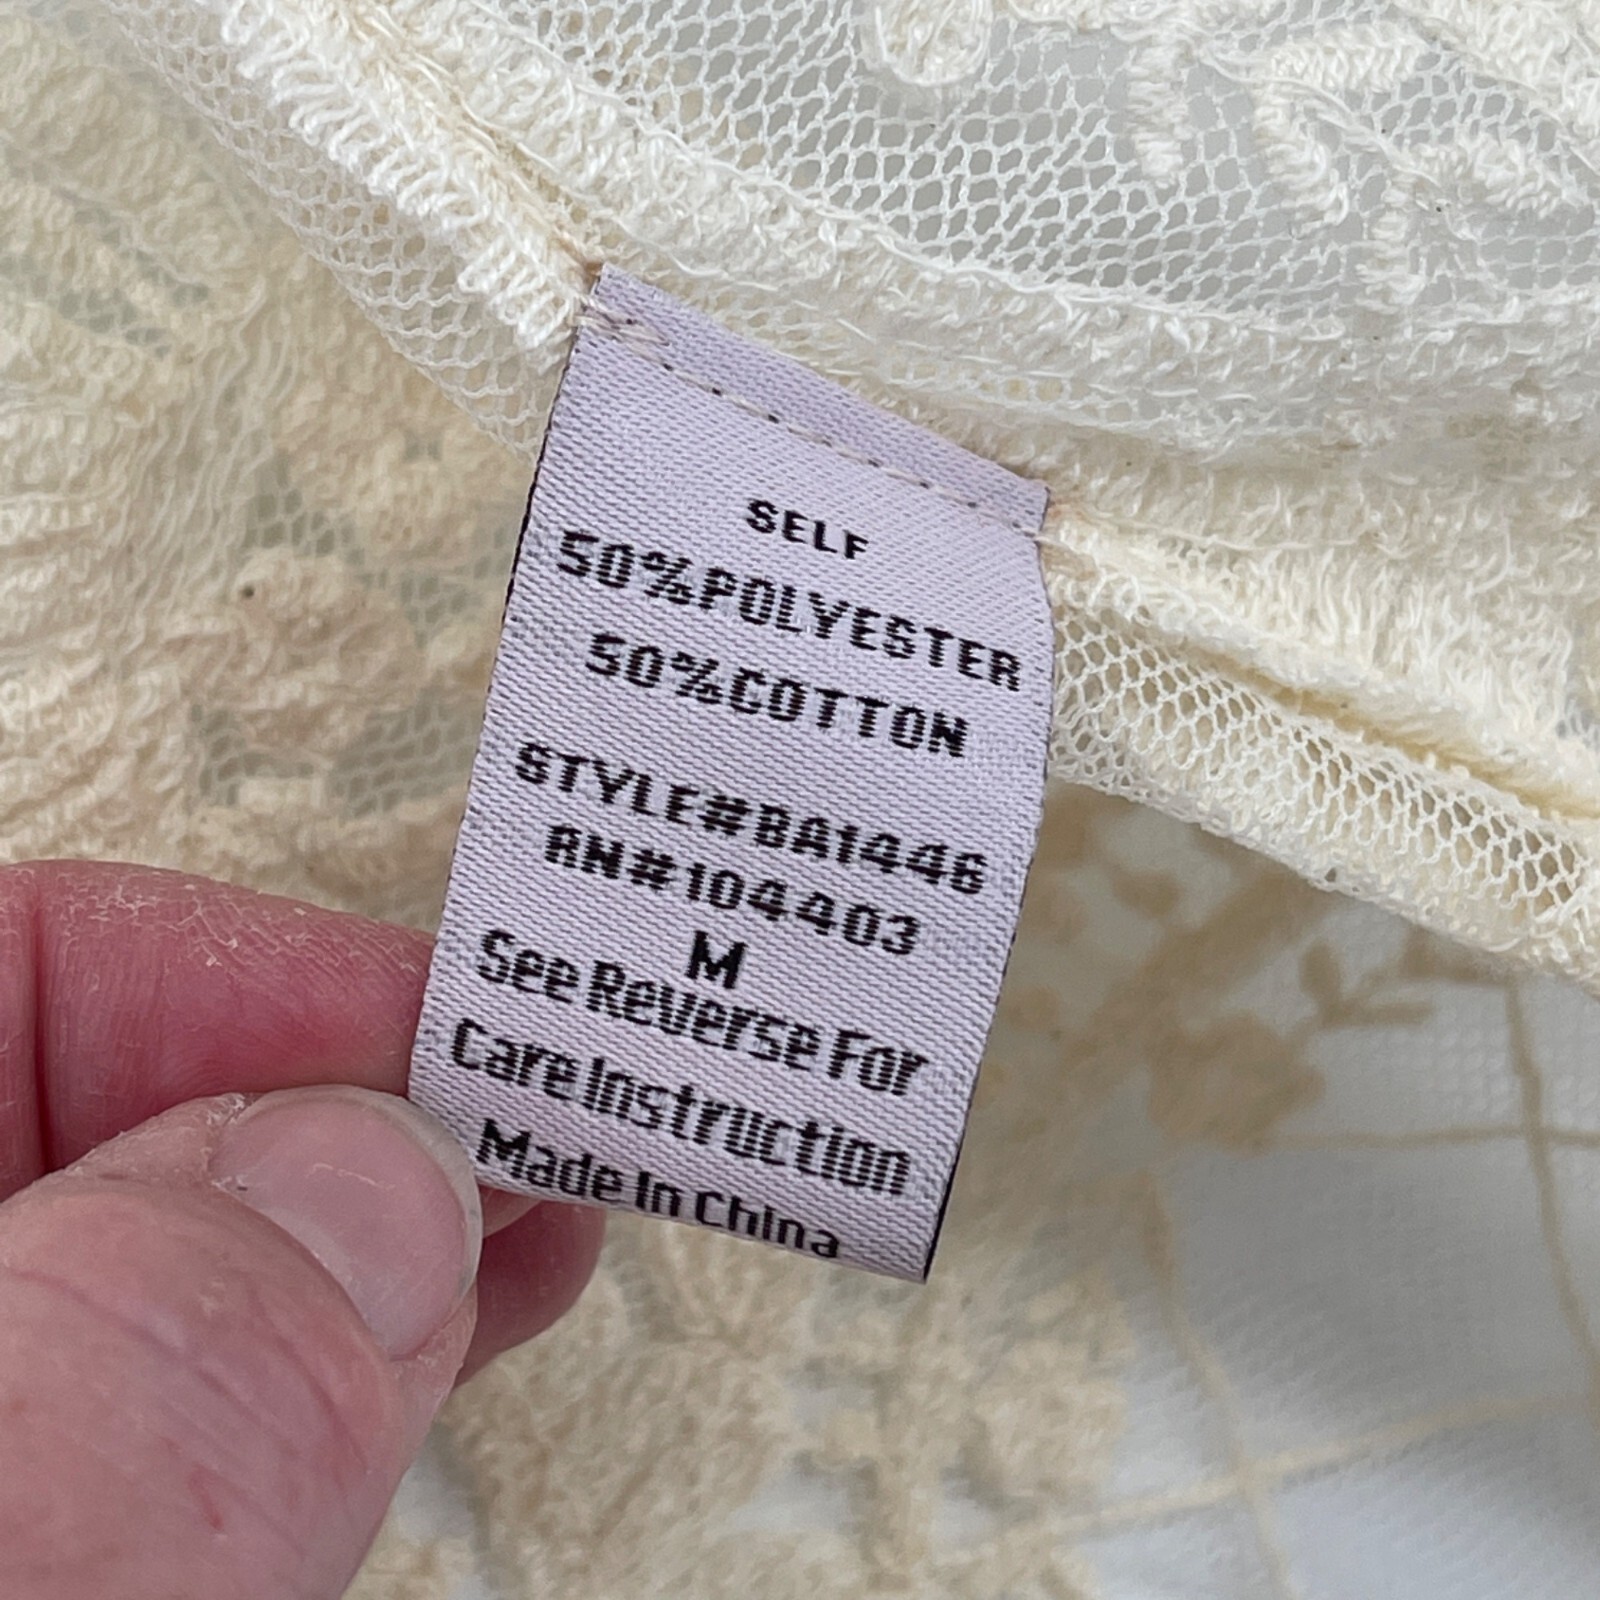 SELF
50%POLYESTER
50%COTTON
STYLE#BA1446
RN#104403
M
See Reverse For
Care Instruction
Made In China